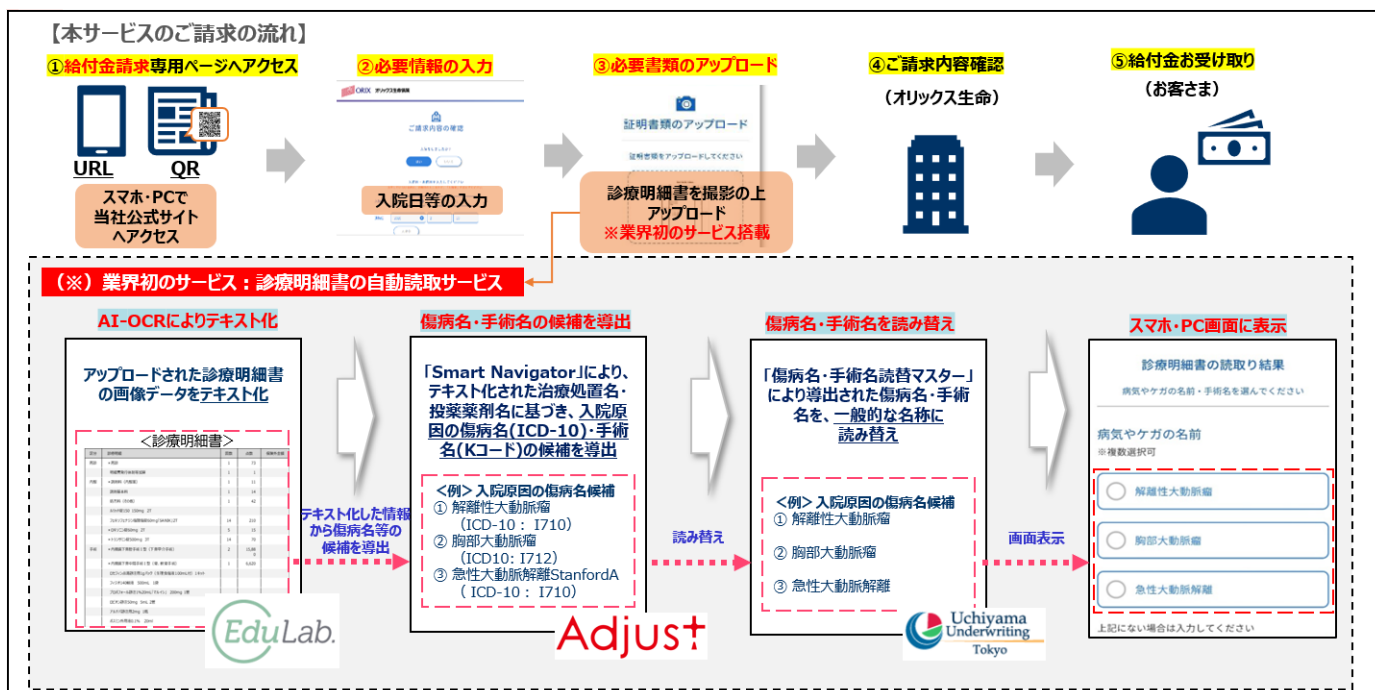 【本サービスのご請求の流れ】
①給付金請求専用ページへアクセス
URL
QR
スマホ・PCで
当社公式サイト
へアクセス
②必要情報の入力
ORIX オリックス生命保険
ご請求内容の確認
入院日等の入力
③必要書類のアップロード
証明書類のアップロード
証明書類をアップロードしてください
診療明細書を撮影の上
アップロード
※業界初のサービス搭載
④ご請求内容確認
(オリックス生命)
⑤給付金お受け取り
(お客さま)
(※)業界初のサービス:診療明細書の自動読取サービス
AI-OCRによりテキスト化
アップロードされた診療明細書
の画像データをテキスト化
<診療明細書>
EduLab.
テキスト化した情報
から傷病名等の
候補を導出
傷病名・手術名の候補を導出
「Smart Navigator」により、
テキスト化された治療処置名・
投薬薬剤名に基づき、入院原
因の傷病名(ICD-10)・手術
名(Kコード)の候補を導出
<例>入院原因の傷病名候補
① 解離性大動脈瘤
(ICD-10: I710)
② 胸部大動脈瘤
(ICD10: I712)
③ 急性大動脈解離StanfordA
( ICD-10: I710)
Adjust
読み替え
傷病名・手術名を読み替え
「傷病名・手術名読替マスター」
により導出された傷病名・手術
名を、一般的な名称に
読み替え
<例>入院原因の傷病名候補
① 解離性大動脈瘤
② 胸部大動脈瘤
③ 急性大動脈解離
Uchiyama
Underwriting
Tokyo
画面表示
スマホ・PC画面に表示
診療明細書の読取り結果
病気やケガの名前・手術名を選んでください
病気やケガの名前
※複数選択可
解離性大動脈瘤
胸部大動脈瘤
急性大動脈解離
上記にない場合は入力してください